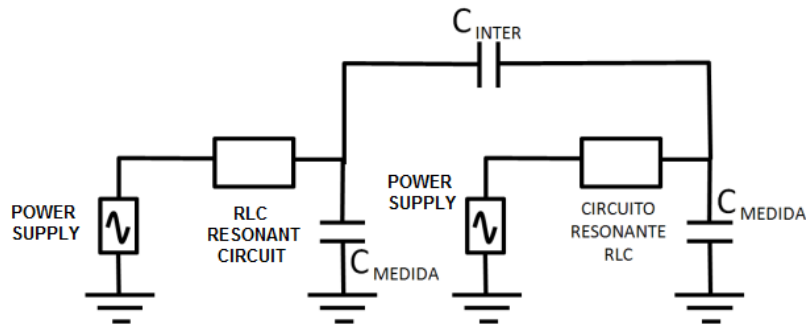 C INTER
POWER
SUPPLY
RLC
RESONANT
CIRCUIT
C MEDIDA
POWER
SUPPLY
CIRCUITO
RESONANTE
RLC
C MEDIDA